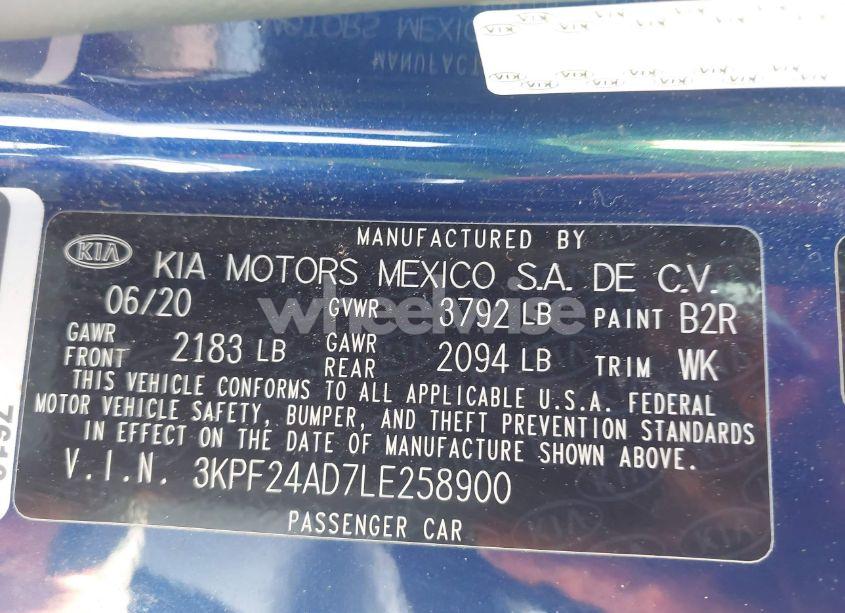 MANUFACTURED BY
KIA KIA MOTORS MEXICO S.A. DE C.V.
06/20 GVWR 3792 LB PAINT B2R
GAWR FRONT 2183 LB GAWR REAR 2094 LB TRIM WK
THIS VEHICLE CONFORMS TO ALL APPLICABLE U.S.A. FEDERAL
MOTOR VEHICLE SAFETY, BUMPER, AND THEFT PREVENTION STANDARDS
IN EFFECT ON THE DATE OF MANUFACTURE SHOWN ABOVE.
V.I.N. 3KPF24AD7LE258900
PASSENGER CAR
wheelwise